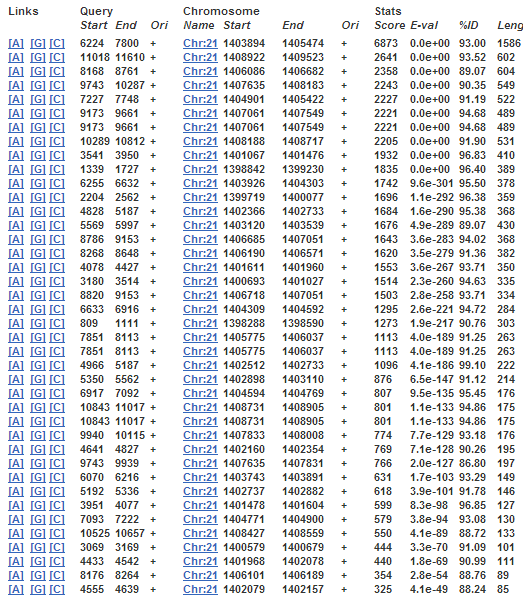 Links Query Chromosome Stats
Start End Ori Name Start End Ori Score E-val %ID Leng
[A] [G] [C] 6224 7800 + Chr:21 1403894 1405474 + 6873 0.0e+00 93.00 1586
[A] [G] [C] 11018 11610 + Chr:21 1408922 1409523 + 2641 0.0e+00 93.52 602
[A] [G] [C] 8168 8761 + Chr:21 1406086 1406682 + 2358 0.0e+00 89.07 604
[A] [G] [C] 9743 10287 + Chr:21 1407635 1408183 + 2243 0.0e+00 90.35 549
[A] [G] [C] 7227 7748 + Chr:21 1404901 1405422 + 2227 0.0e+00 91.19 522
[A] [G] [C] 9173 9661 + Chr:21 1407061 1407549 + 2221 0.0e+00 94.68 489
[A] [G] [C] 9173 9661 + Chr:21 1407061 1407549 + 2221 0.0e+00 94.68 489
[A] [G] [C] 10289 10812 + Chr:21 1408188 1408717 + 2205 0.0e+00 91.90 531
[A] [G] [C] 3541 3950 + Chr:21 1401067 1401476 + 1932 0.0e+00 96.83 410
[A] [G] [C] 1339 1727 + Chr:21 1398842 1399230 + 1835 0.0e+00 96.40 389
[A] [G] [C] 6255 6632 + Chr:21 1403926 1404303 + 1742 9.6e-301 95.50 378
[A] [G] [C] 2204 2562 + Chr:21 1399719 1400077 + 1696 1.1e-292 96.38 359
[A] [G] [C] 4828 5187 + Chr:21 1402366 1402733 + 1684 1.6e-290 95.38 368
[A] [G] [C] 5569 5997 + Chr:21 1403120 1403539 + 1676 4.9e-289 89.07 430
[A] [G] [C] 8786 9153 + Chr:21 1406685 1407051 + 1643 3.6e-283 94.02 368
[A] [G] [C] 8268 8648 + Chr:21 1406190 1406571 + 1620 3.5e-279 91.36 382
[A] [G] [C] 4078 4427 + Chr:21 1401611 1401960 + 1553 3.6e-267 93.71 350
[A] [G] [C] 3180 3514 + Chr:21 1400693 1401027 + 1514 2.3e-260 94.63 335
[A] [G] [C] 8820 9153 + Chr:21 1406718 1407051 + 1503 2.8e-258 93.71 334
[A] [G] [C] 6633 6916 + Chr:21 1404309 1404592 + 1295 2.6e-221 94.72 284
[A] [G] [C] 809 1111 + Chr:21 1398288 1398590 + 1273 1.9e-217 90.76 303
[A] [G] [C] 7851 8113 + Chr:21 1405775 1406037 + 1113 4.0e-189 91.25 263
[A] [G] [C] 7851 8113 + Chr:21 1405775 1406037 + 1113 4.0e-189 91.25 263
[A] [G] [C] 4966 5187 + Chr:21 1402512 1402733 + 1096 4.1e-186 99.10 222
[A] [G] [C] 5350 5562 + Chr:21 1402898 1403110 + 876 6.5e-147 91.12 214
[A] [G] [C] 6917 7092 + Chr:21 1404594 1404769 + 807 9.5e-135 95.45 176
[A] [G] [C] 10843 11017 + Chr:21 1408731 1408905 + 801 1.1e-133 94.86 175
[A] [G] [C] 10843 11017 + Chr:21 1408731 1408905 + 801 1.1e-133 94.86 175
[A] [G] [C] 9940 10115 + Chr:21 1407833 1408008 + 774 7.7e-129 93.18 176
[A] [G] [C] 4641 4827 + Chr:21 1402160 1402354 + 769 7.1e-128 90.26 195
[A] [G] [C] 9743 9939 + Chr:21 1407635 1407831 + 766 2.0e-127 86.80 197
[A] [G] [C] 6070 6216 + Chr:21 1403743 1403891 + 631 1.7e-103 93.29 149
[A] [G] [C] 5192 5336 + Chr:21 1402737 1402882 + 618 3.9e-101 91.78 146
[A] [G] [C] 3951 4077 + Chr:21 1401478 1401604 + 599 8.3e-98 96.85 127
[A] [G] [C] 7093 7222 + Chr:21 1404771 1404900 + 579 3.8e-94 93.08 130
[A] [G] [C] 10525 10657 + Chr:21 1408427 1408559 + 550 4.1e-89 88.72 133
[A] [G] [C] 3069 3169 + Chr:21 1400579 1400679 + 444 3.3e-70 91.09 101
[A] [G] [C] 4433 4542 + Chr:21 1401968 1402078 + 440 1.8e-69 90.99 111
[A] [G] [C] 8176 8264 + Chr:21 1406101 1406189 + 354 2.8e-54 88.76 89
[A] [G] [C] 4555 4639 + Chr:21 1402079 1402157 + 325 4.1e-49 88.24 85